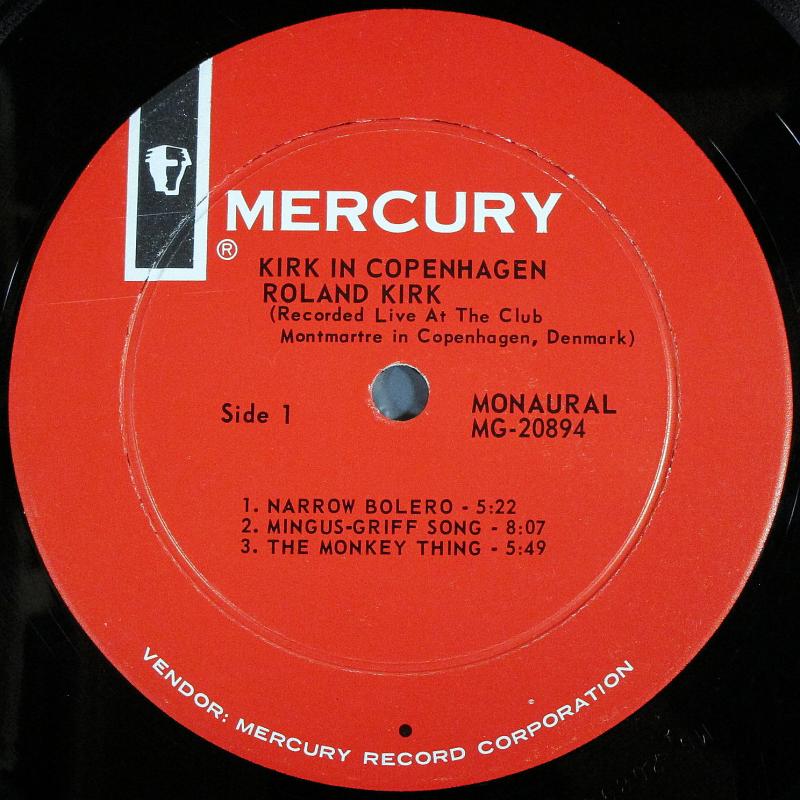 MERCURY
®
KIRK IN COPENHAGEN
ROLAND KIRK
(Recorded Live At The Club
Montmartre in Copenhagen, Denmark)
Side 1
MONAURAL
MG-20894
1. NARROW BOLERO - 5:22
2. MINGUS-GRIFF SONG - 8:07
3. THE MONKEY THING - 5:49
VENDOR: MERCURY RECORD CORPORATION